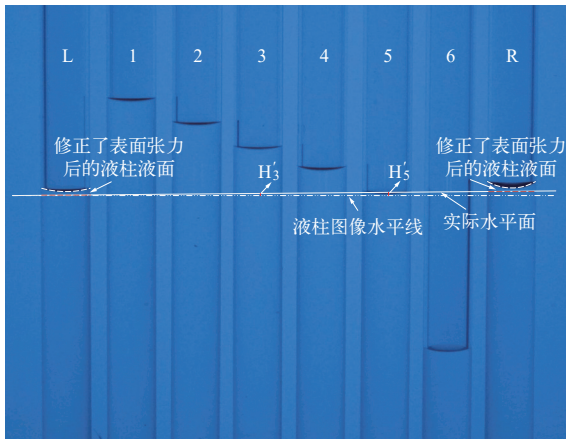 L 1 2 3 4 5 6 R
修正了表面张力
后的液柱液面
修正了表面张力
后的液柱液面
H′3
H′5
液柱图像水平线
实际水平面